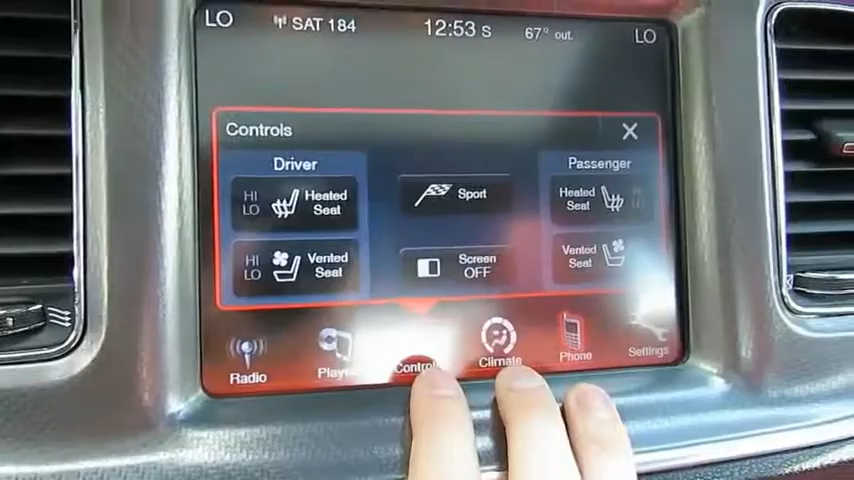 LO SAT 184 12:53 S 67° out. LO
Controls X
Driver
Passenger
HI
LO
Heated
Seat
Sport
Heated
Seat
HI
LO
Vented
Seat
Screen
OFF
Vented
Seat
Radio
Controls
Climate
Phone
Settings